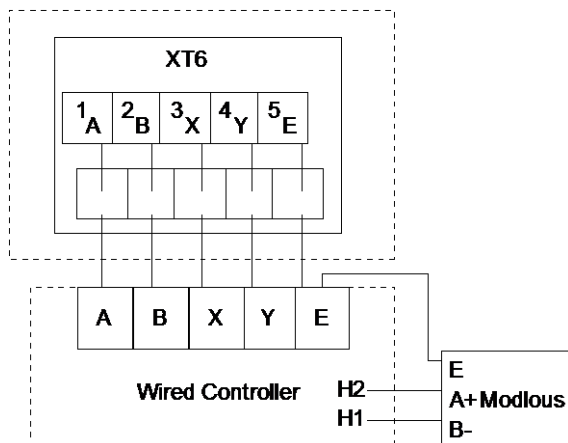 XT6
1A 2B 3X 4Y 5E
A B X Y E
Wired Controller
H2
H1
E
A+ Modlous
B-